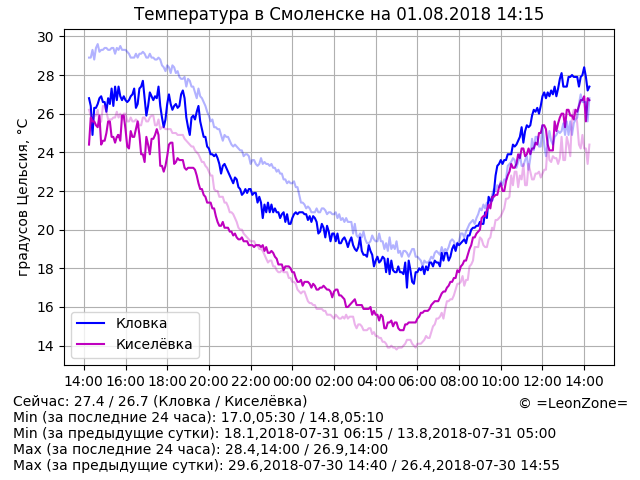 Температура в Смоленске на 01.08.2018 14:15
градусов Цельсия, °C
30
28
26
24
22
20
18
16
14
Кловка
Киселёвка
14:00 16:00 18:00 20:00 22:00 00:00 02:00 04:00 06:00 08:00 10:00 12:00 14:00
Сейчас: 27.4 / 26.7 (Кловка / Киселёвка)
© =LeonZone=
Min (за последние 24 часа): 17.0,05:30 / 14.8,05:10
Min (за предыдущие сутки): 18.1,2018-07-31 06:15 / 13.8,2018-07-31 05:00
Max (за последние 24 часа): 28.4,14:00 / 26.9,14:00
Max (за предыдущие сутки): 29.6,2018-07-30 14:40 / 26.4,2018-07-30 14:55